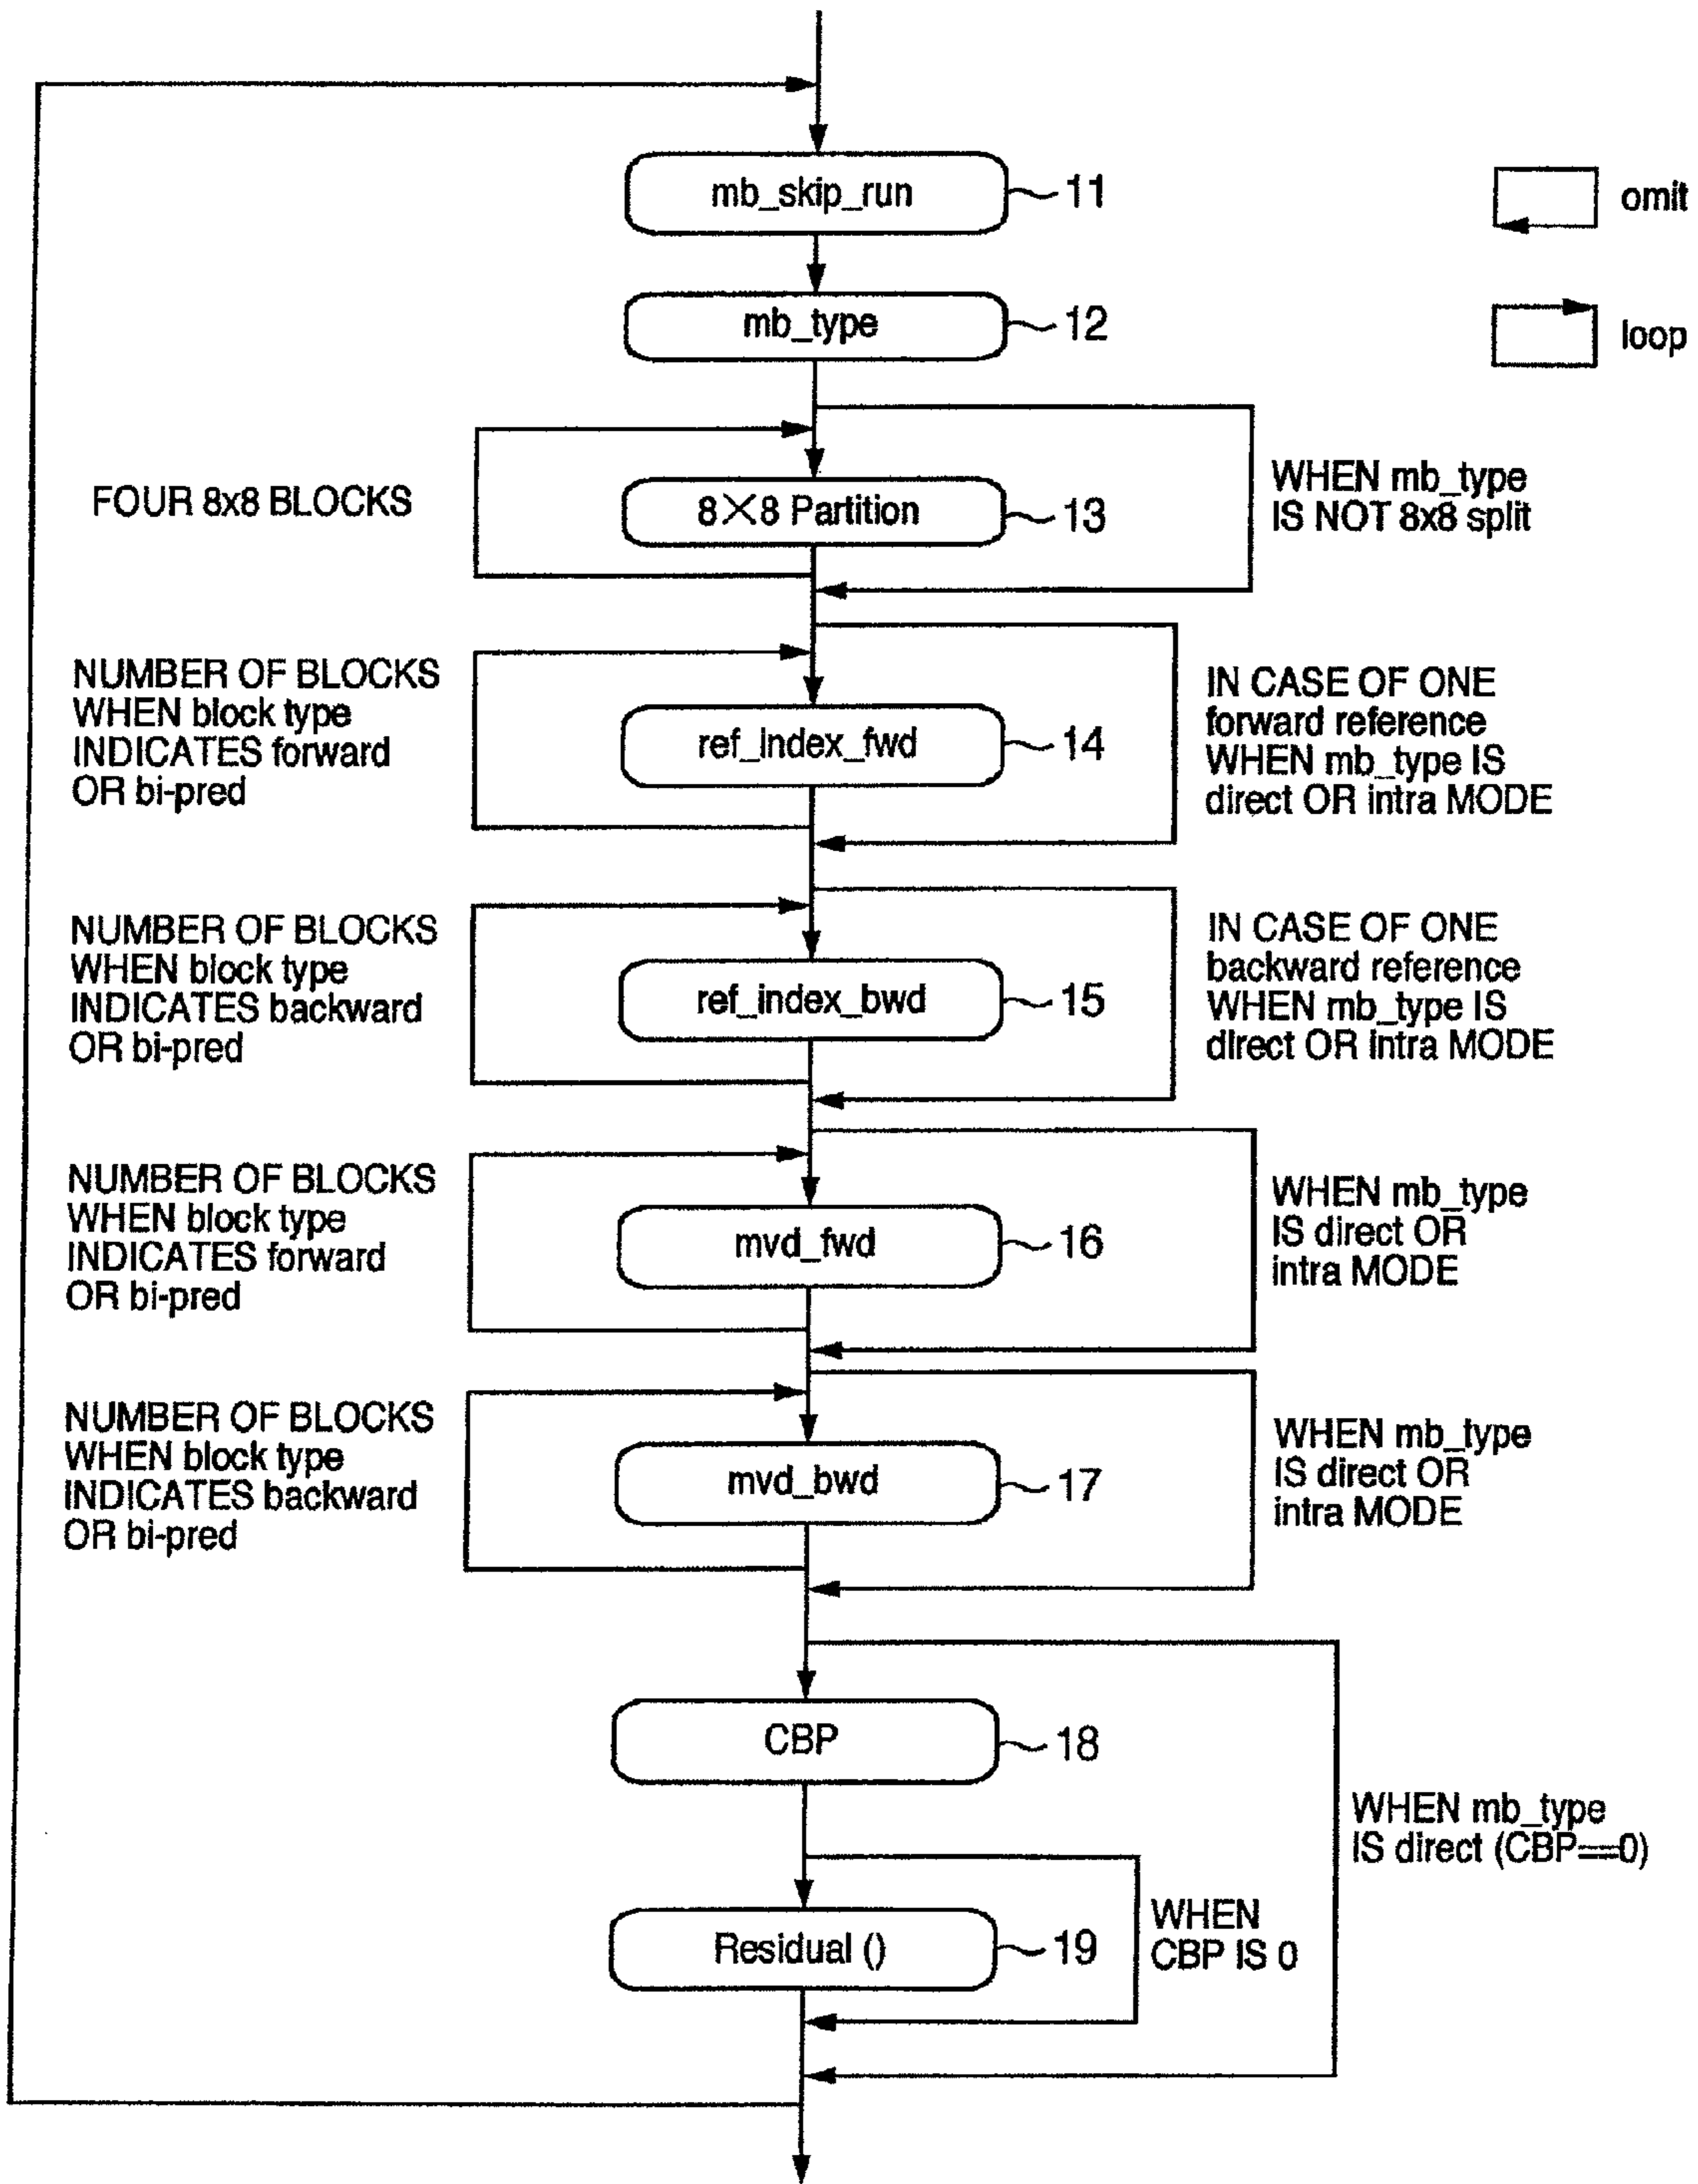 mb_skip_run
11
omit
mb_type
12
loop
FOUR 8x8 BLOCKS
8×8 Partition
13
WHEN mb_type
IS NOT 8x8 split
NUMBER OF BLOCKS
WHEN block type
INDICATES forward
OR bi-pred
ref_index_fwd
14
IN CASE OF ONE
forward reference
WHEN mb_type IS
direct OR intra MODE
NUMBER OF BLOCKS
WHEN block type
INDICATES backward
OR bi-pred
ref_index_bwd
15
IN CASE OF ONE
backward reference
WHEN mb_type IS
direct OR intra MODE
NUMBER OF BLOCKS
WHEN block type
INDICATES forward
OR bi-pred
mvd_fwd
16
WHEN mb_type
IS direct OR
intra MODE
NUMBER OF BLOCKS
WHEN block type
INDICATES backward
OR bi-pred
mvd_bwd
17
WHEN mb_type
IS direct OR
intra MODE
CBP
18
WHEN mb_type
IS direct (CBP==0)
Residual ()
19
WHEN
CBP IS 0